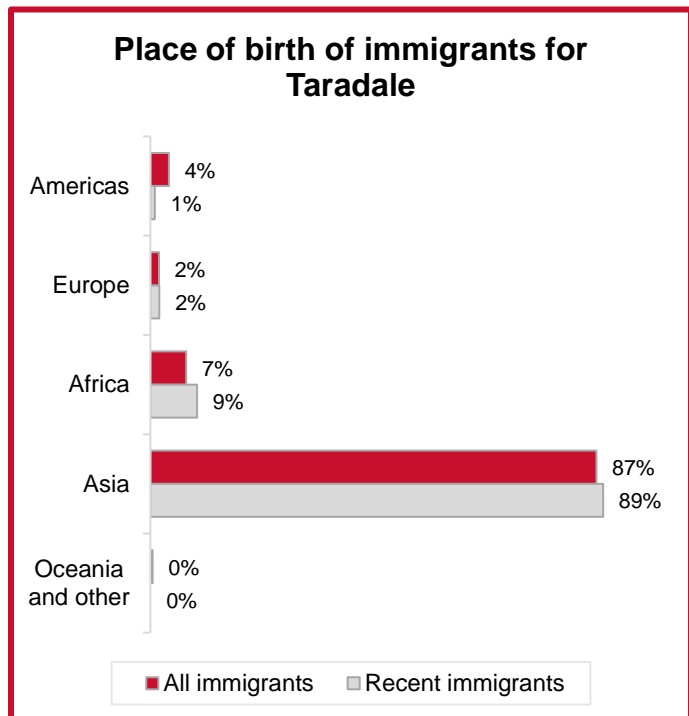 Place of birth of immigrants for
Taradale
Americas
4%
1%
Europe
2%
2%
Africa
7%
9%
Asia
87%
89%
Oceania
and other
0%
0%
All immigrants
Recent immigrants